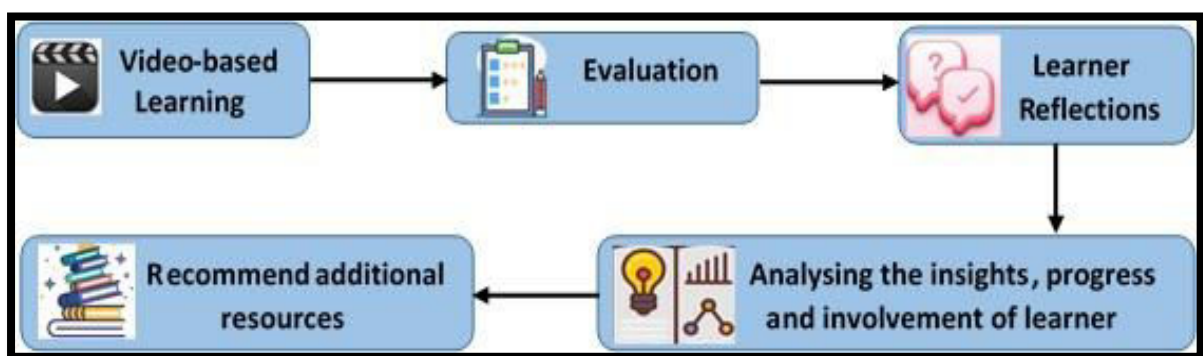 Video-based
Learning
Evaluation
Learner
Reflections
Recommend additional
resources
Analysing the insights, progress
and involvement of learner